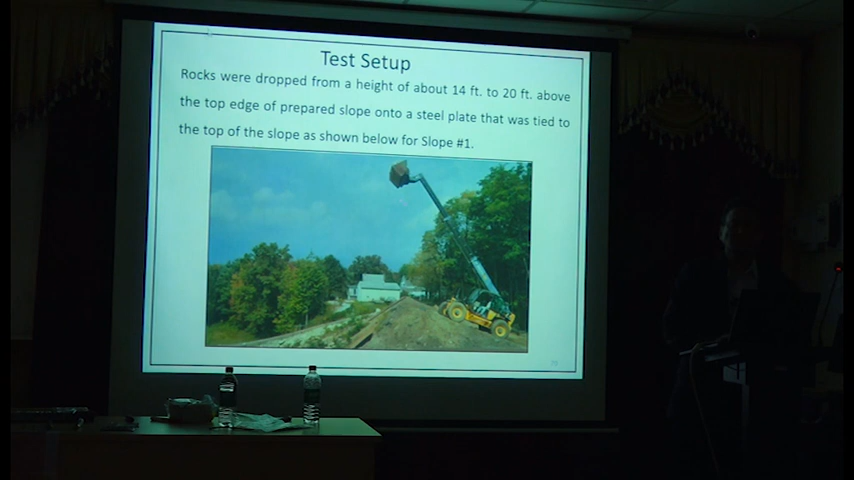 Test Setup
Rocks were dropped from a height of about 14 ft. to 20 ft. above
the top edge of prepared slope onto a steel plate that was tied to
the top of the slope as shown below for Slope #1.